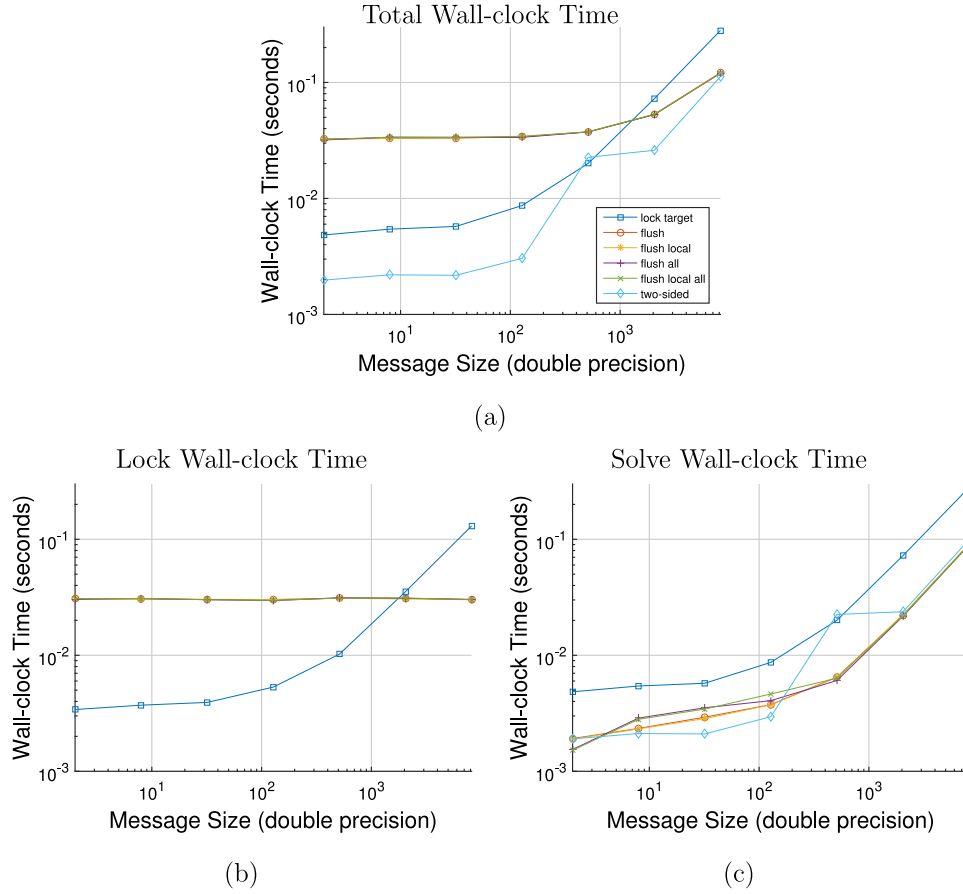 Total Wall-clock Time
Wall-clock Time (seconds)
10^-1
10^-2
10^-3
lock target
flush
flush local
flush all
flush local all
two-sided
10^1
10^2
10^3
Message Size (double precision)
(a)
Lock Wall-clock Time
Wall-clock Time (seconds)
10^-1
10^-2
10^-3
10^1
10^2
10^3
Message Size (double precision)
(b)
Solve Wall-clock Time
Wall-clock Time (seconds)
10^-1
10^-2
10^-3
10^1
10^2
10^3
Message Size (double precision)
(c)